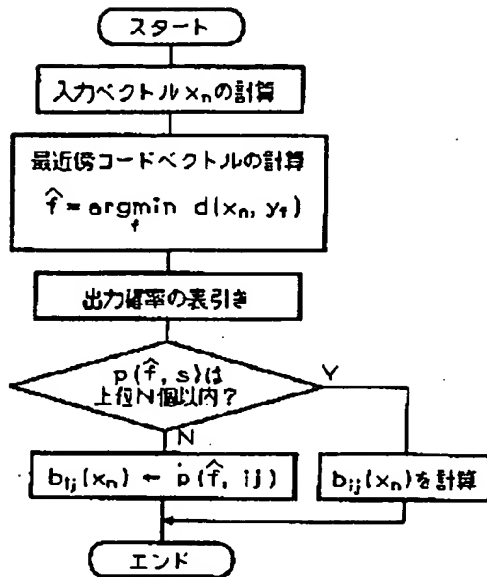 スタート
入力ベクトル xn の計算
最近傍コードベクトルの計算
f̂ = argmin d(xn, yf)
f
出力確率の表引き
p(f̂, s)は
上位N個以内?
Y
N
bij(xn) ← p(f̂, ij)
bij(xn)を計算
エンド